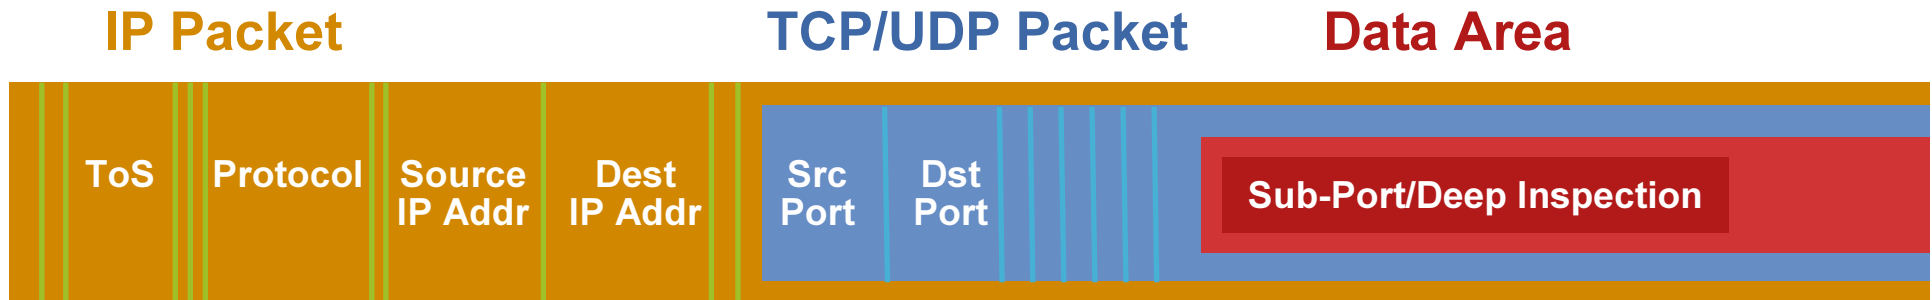 IP Packet TCP/UDP Packet Data Area
ToS Protocol Source IP Addr Dest IP Addr Src Port Dst Port Sub-Port/Deep Inspection